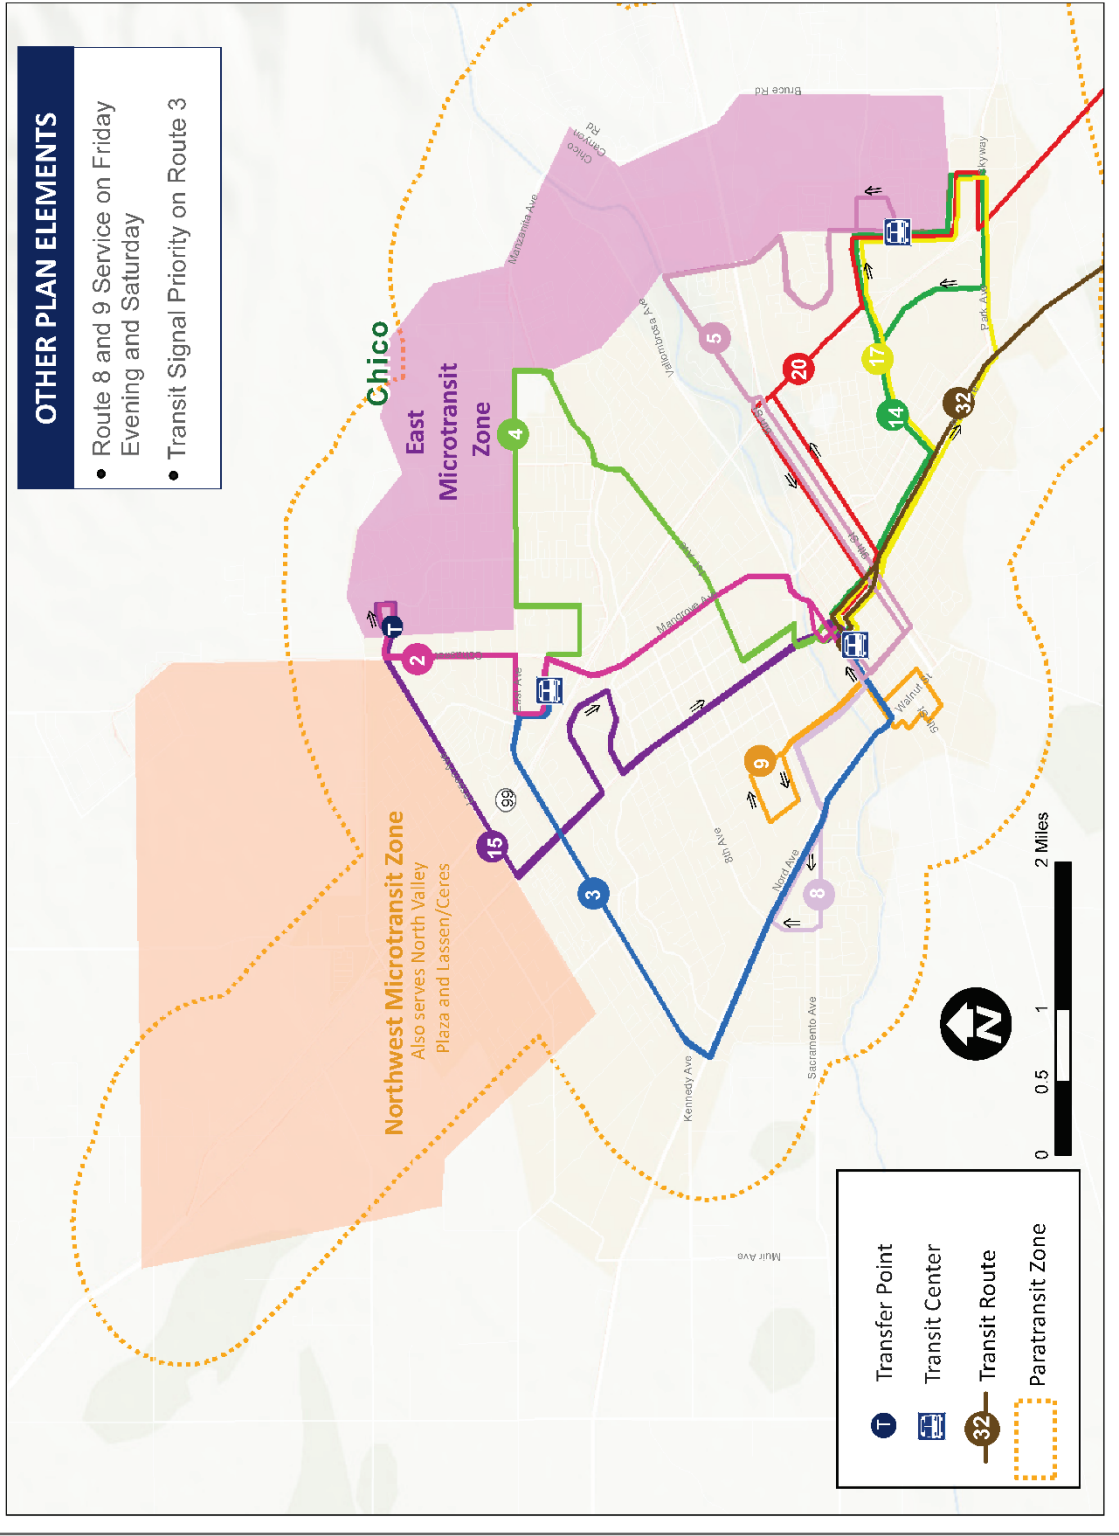 OTHER PLAN ELEMENTS
• Route 8 and 9 Service on Friday
Evening and Saturday
• Transit Signal Priority on Route 3
Chico
East
Microtransit
Zone
Northwest Microtransit Zone
Also serves North Valley
Plaza and Lassen/Ceres
T
2
15
99
3
4
9
8
5
20
17
14
32
Bruce Rd
Chico
Canyon
Rd
Manzanita Ave
Vallombrosa Ave
Park Ave
8th Ave
Nord Ave
Walnut St
5th St
Sacramento Ave
Kennedy Ave
Muir Ave
N
0 0.5 1 2 Miles
T Transfer Point
Transit Center
32 Transit Route
Paratransit Zone